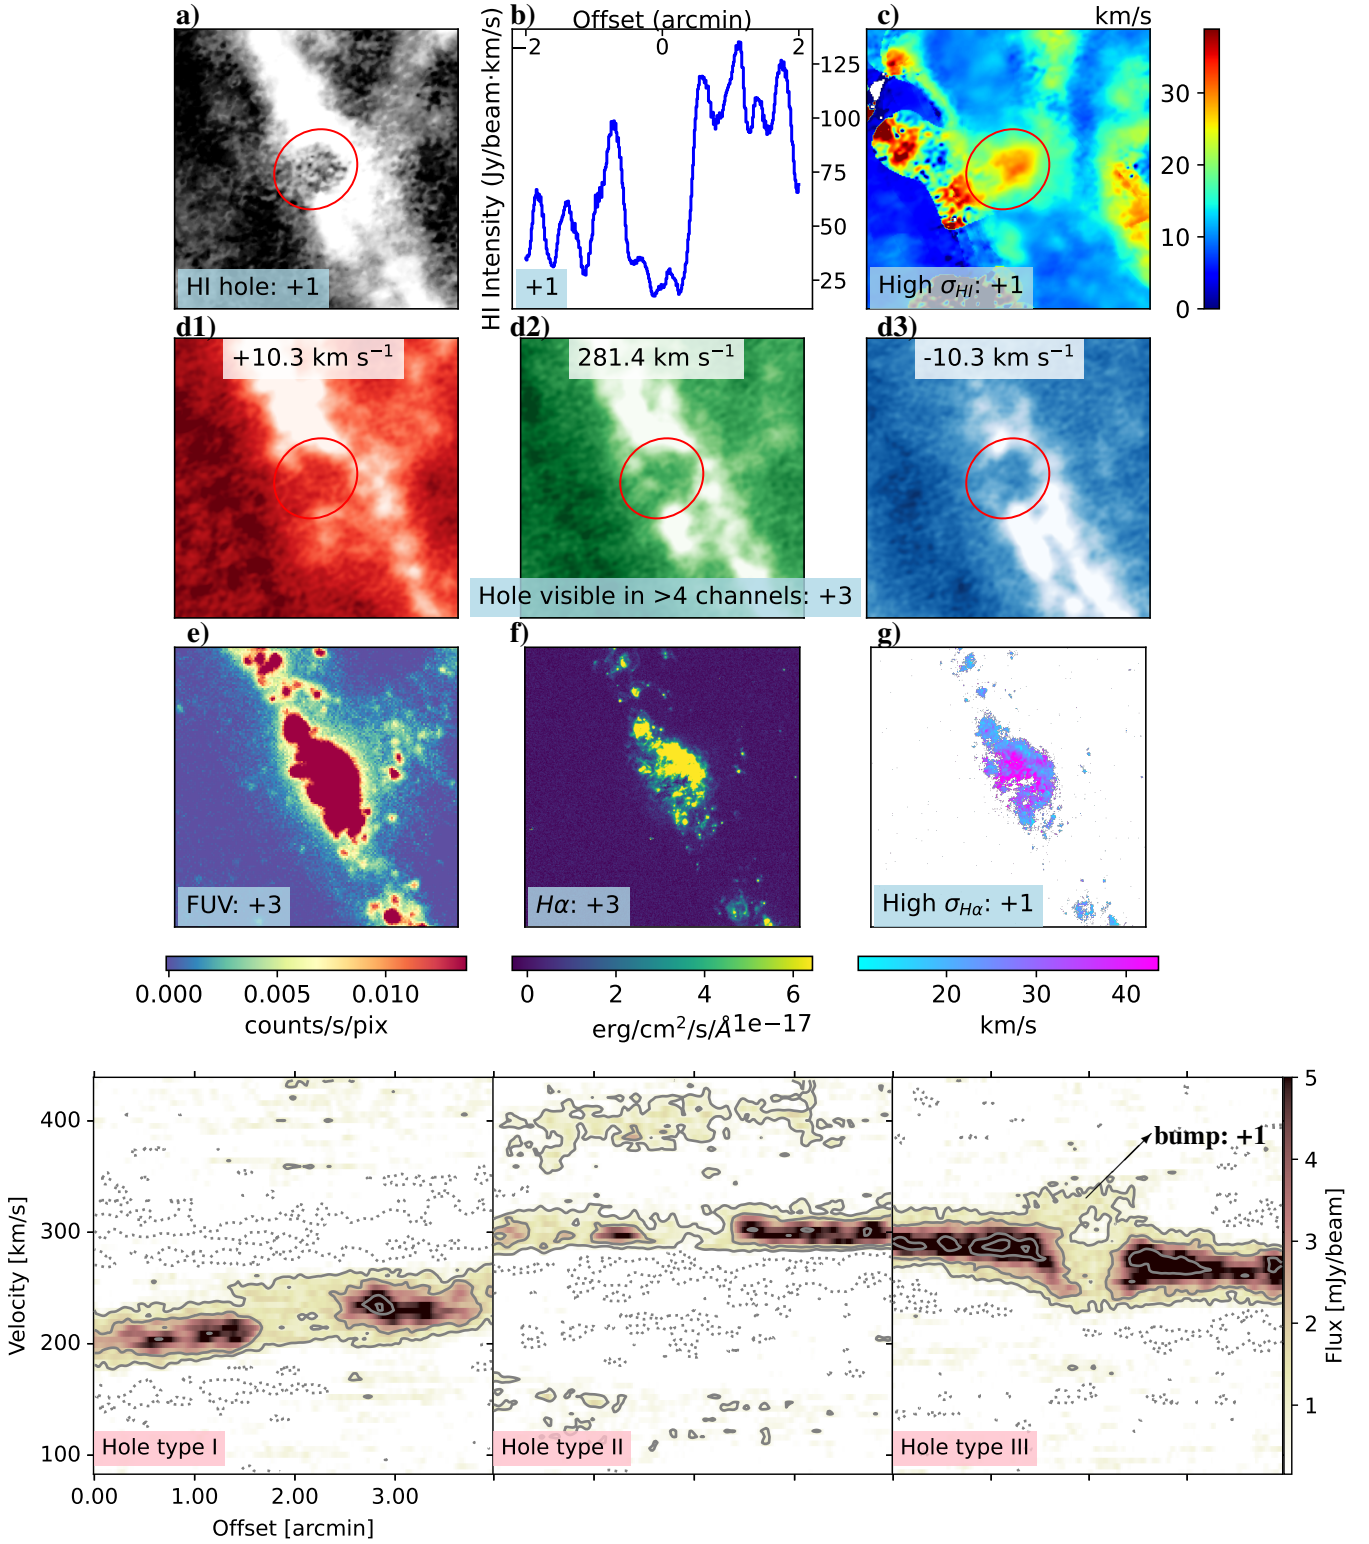 a)
b)
Offset (arcmin)
c)
km/s
−2
0
2
HI Intensity (Jy/beam·km/s)
125
100
75
50
25
30
20
10
0
HI hole: +1
+1
High σHI: +1
d1)
d2)
d3)
+10.3 km s⁻¹
281.4 km s⁻¹
-10.3 km s⁻¹
Hole visible in >4 channels: +3
e)
f)
g)
FUV: +3
Hα: +3
High σHα: +1
0.000 0.005 0.010
counts/s/pix
0 2 4 6
erg/cm²/s/Å 1e−17
20 30 40
km/s
400
300
200
100
Velocity [km/s]
bump: +1
5
4
3
2
1
Flux [mJy/beam]
Hole type I
Hole type II
Hole type III
0.00 1.00 2.00 3.00
Offset [arcmin]